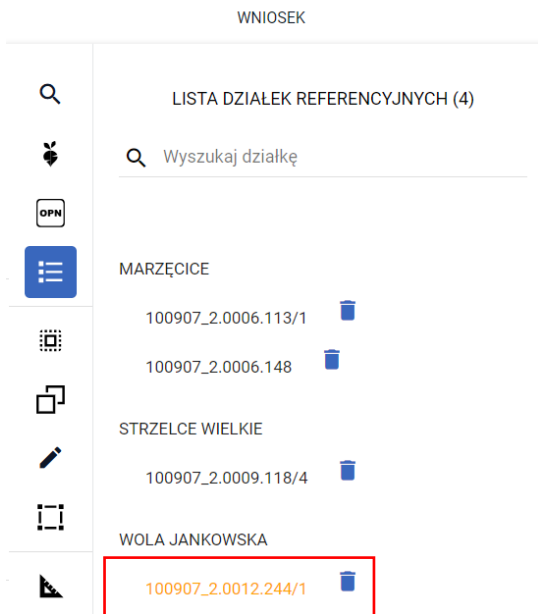 WNIOSEK
LISTA DZIAŁEK REFERENCYJNYCH (4)
Wyszukaj działkę
OPN
MARZĘCICE
100907_2.0006.113/1
100907_2.0006.148
STRZELCE WIELKIE
100907_2.0009.118/4
WOLA JANKOWSKA
100907_2.0012.244/1